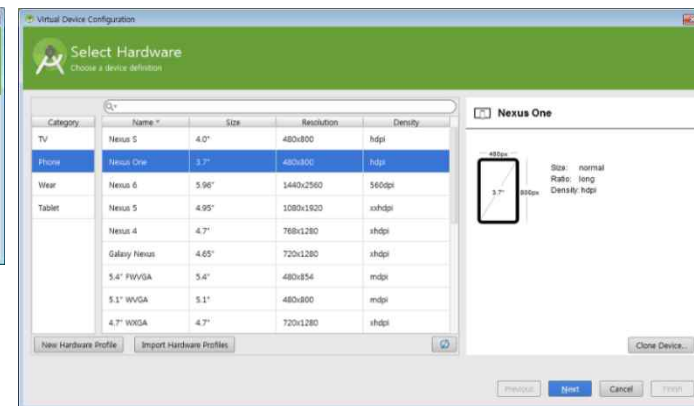 Virtual Device Configuration
Select Hardware
Choose a device definition
Category Name Size Resolution Density
TV Nexus S 4.0" 480x800 hdpi
Phone Nexus One 3.7" 480x800 hdpi
Wear Nexus 6 5.96" 1440x2560 560dpi
Tablet Nexus 5 4.95" 1080x1920 xxhdpi
Nexus 4 4.7" 768x1280 xhdpi
Galaxy Nexus 4.65" 720x1280 xhdpi
5.4" FWVGA 5.4" 480x854 mdpi
5.1" WVGA 5.1" 480x800 mdpi
4.7" WXGA 4.7" 720x1280 xhdpi
New Hardware Profile Import Hardware Profiles
Nexus One
480px
3.7" 800px
Size: normal
Ratio: long
Density: hdpi
Clone Device...
Previous Next Cancel Finish